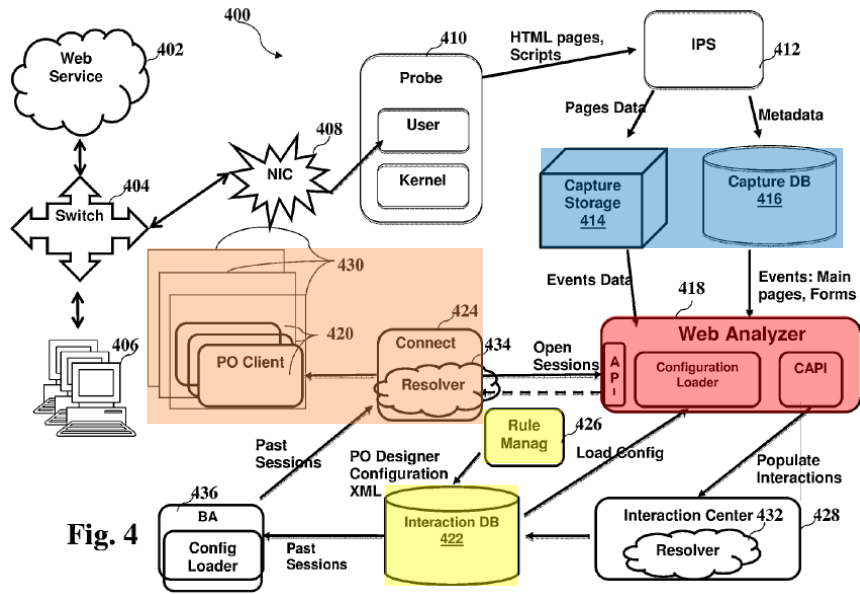 400
402
Web
Service
404
Switch
406
408
NIC
410
Probe
User
Kernel
HTML pages,
Scripts
IPS
412
Pages Data
Metadata
Capture
Storage
414
Capture DB
416
Events Data
Events: Main
pages, Forms
418
Web Analyzer
A
P
I
Configuration
Loader
CAPI
430
420
PO Client
424
Connect
434
Resolver
Open
Sessions
Rule
Manag
426
Load Config
Past
Sessions
PO Designer
Configuration
XML
Populate
Interactions
436
BA
Config
Loader
Past
Sessions
Interaction DB
422
Interaction Center
432
428
Resolver
Fig. 4